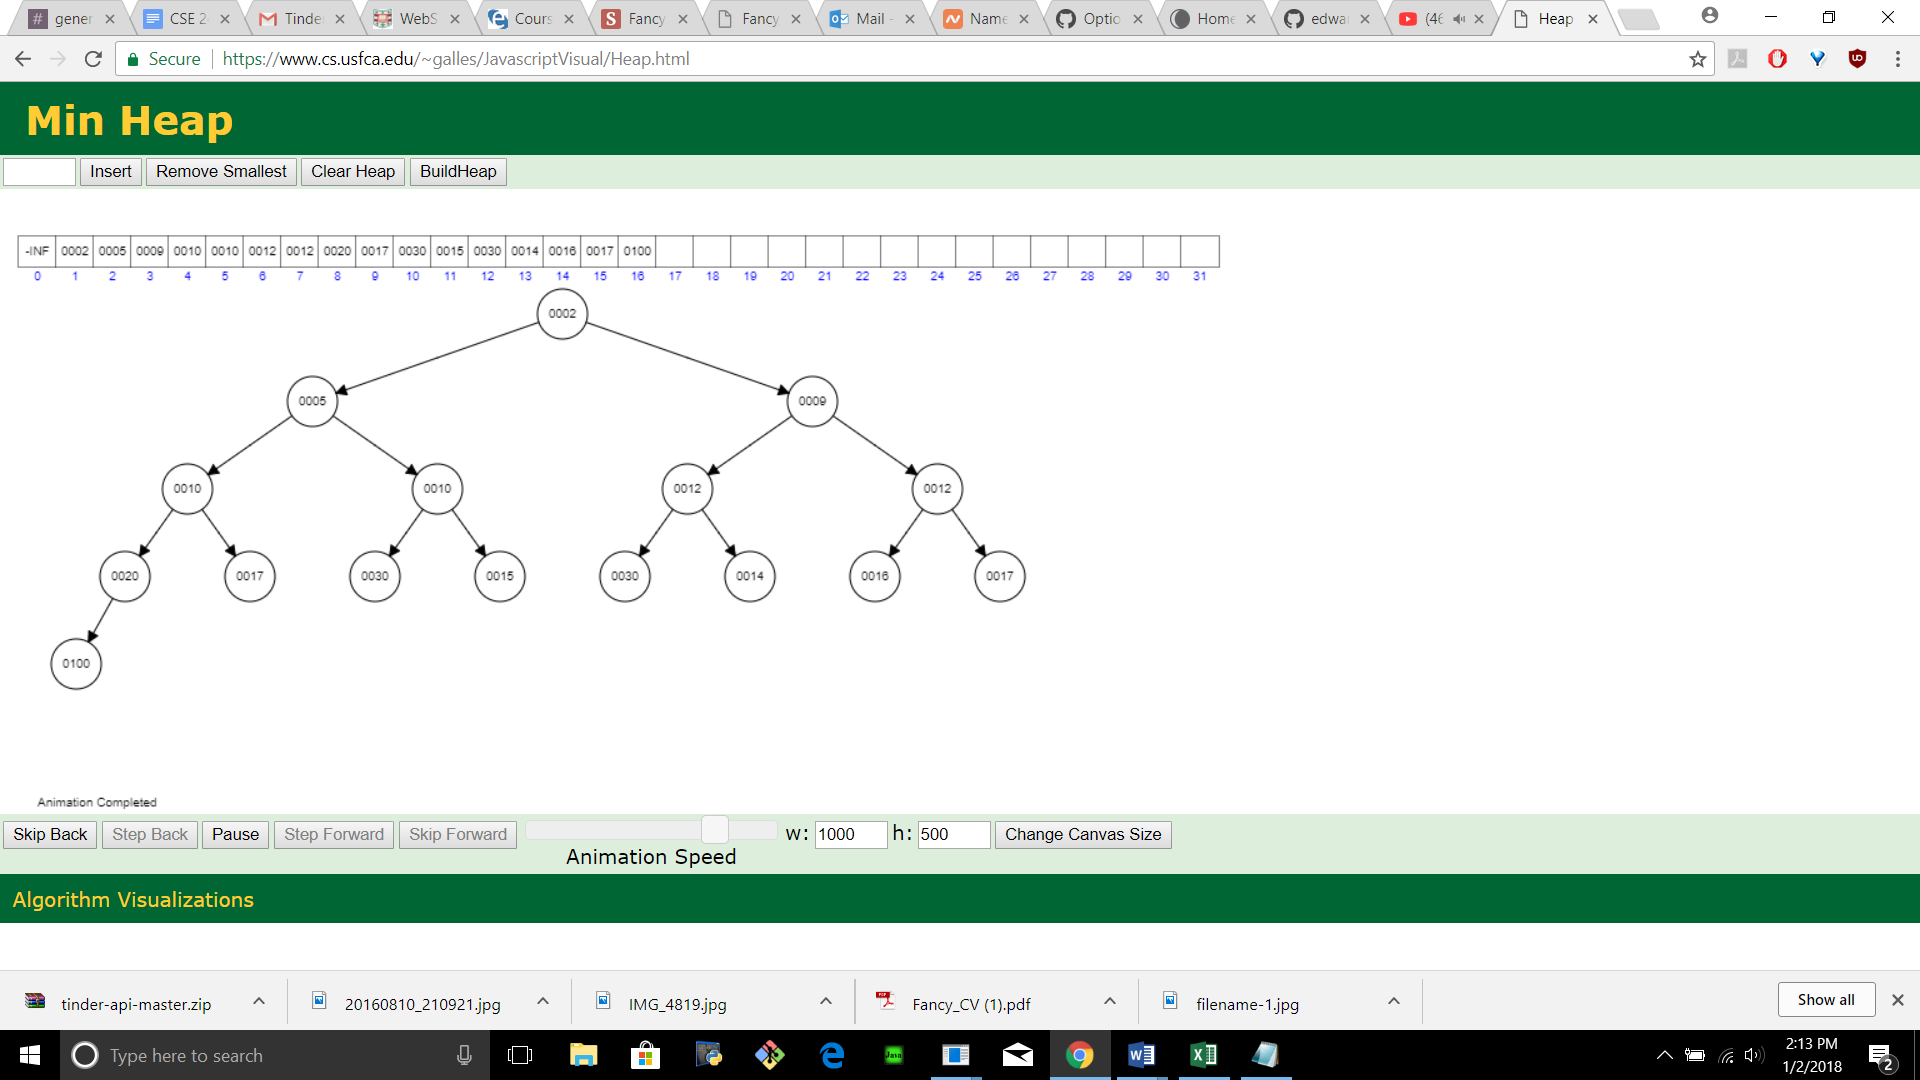 gener CSE 2 Tinde WebS Cours Fancy Fancy Mail - Name Optio Home edwar (46 Heap
Secure https://www.cs.usfca.edu/~galles/JavascriptVisual/Heap.html
Min Heap
Insert Remove Smallest Clear Heap BuildHeap
-INF 0002 0005 0009 0010 0010 0012 0012 0020 0017 0030 0015 0030 0014 0016 0017 0100
0 1 2 3 4 5 6 7 8 9 10 11 12 13 14 15 16 17 18 19 20 21 22 23 24 25 26 27 28 29 30 31
0002
0005 0009
0010 0010 0012 0012
0020 0017 0030 0015 0030 0014 0016 0017
0100
Animation Completed
Skip Back Step Back Pause Step Forward Skip Forward w: 1000 h: 500 Change Canvas Size
Animation Speed
Algorithm Visualizations
tinder-api-master.zip 20160810_210921.jpg IMG_4819.jpg Fancy_CV (1).pdf filename-1.jpg Show all
Type here to search
2:13 PM
1/2/2018
2